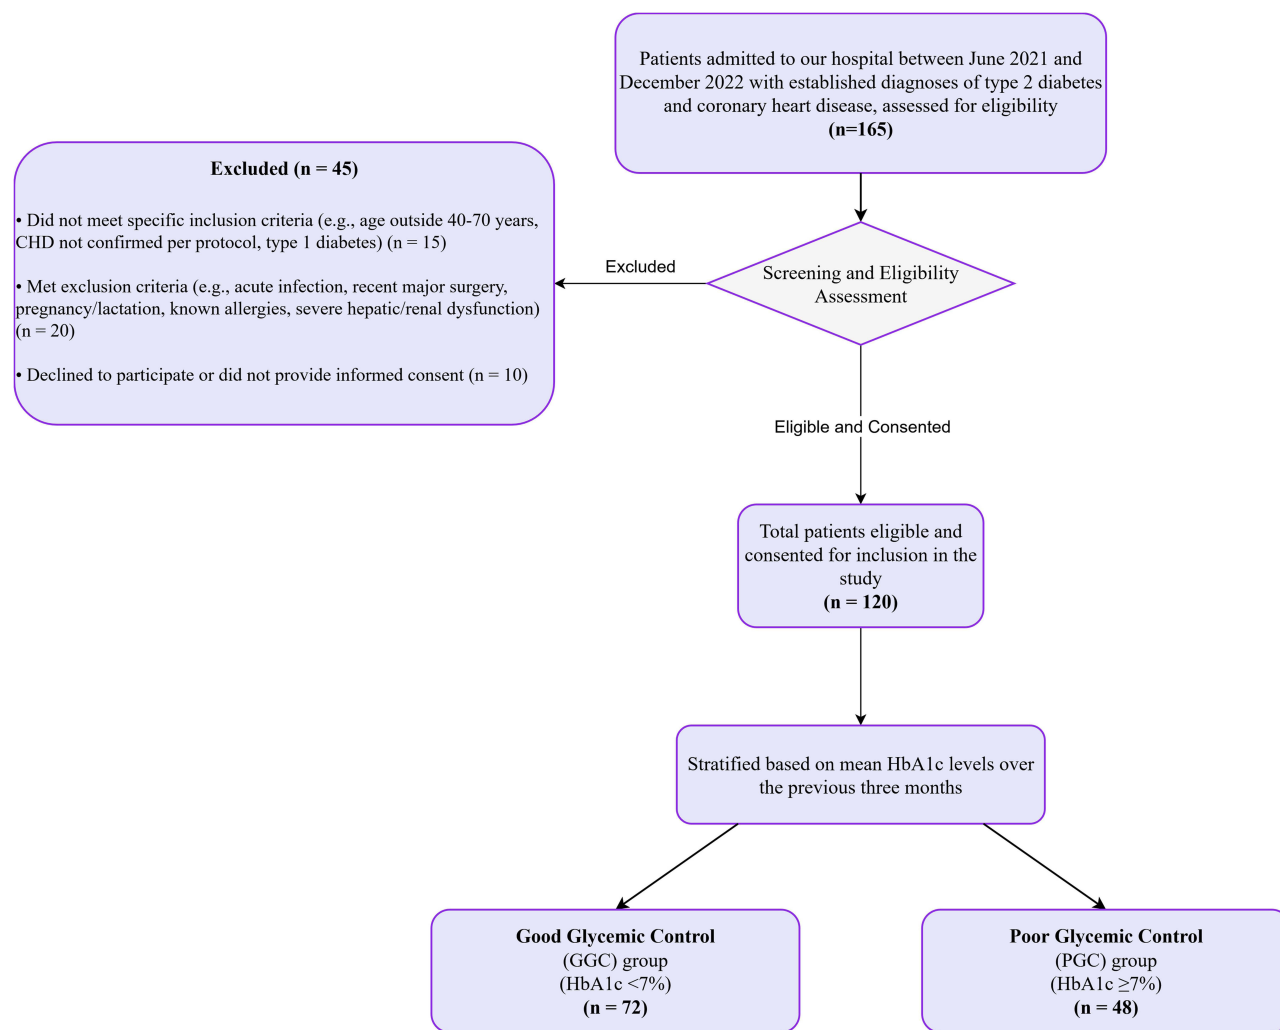 Patients admitted to our hospital between June 2021 and
December 2022 with established diagnoses of type 2 diabetes
and coronary heart disease, assessed for eligibility
(n=165)
Excluded (n = 45)
• Did not meet specific inclusion criteria (e.g., age outside 40-70 years,
CHD not confirmed per protocol, type 1 diabetes) (n = 15)
• Met exclusion criteria (e.g., acute infection, recent major surgery,
pregnancy/lactation, known allergies, severe hepatic/renal dysfunction)
(n = 20)
• Declined to participate or did not provide informed consent (n = 10)
Excluded
Screening and Eligibility
Assessment
Eligible and Consented
Total patients eligible and
consented for inclusion in the
study
(n = 120)
Stratified based on mean HbA1c levels over
the previous three months
Good Glycemic Control
(GGC) group
(HbA1c <7%)
(n = 72)
Poor Glycemic Control
(PGC) group
(HbA1c ≥7%)
(n = 48)